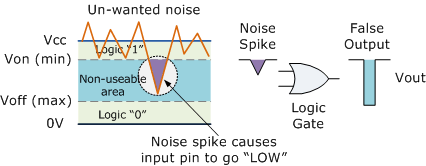 Un-wanted noise
Vcc
Logic "1"
Von (min)
Non-useable
area
Voff (max)
Logic "0"
0V
Noise spike causes
input pin to go "LOW"
Noise
Spike
Logic
Gate
False
Output
Vout